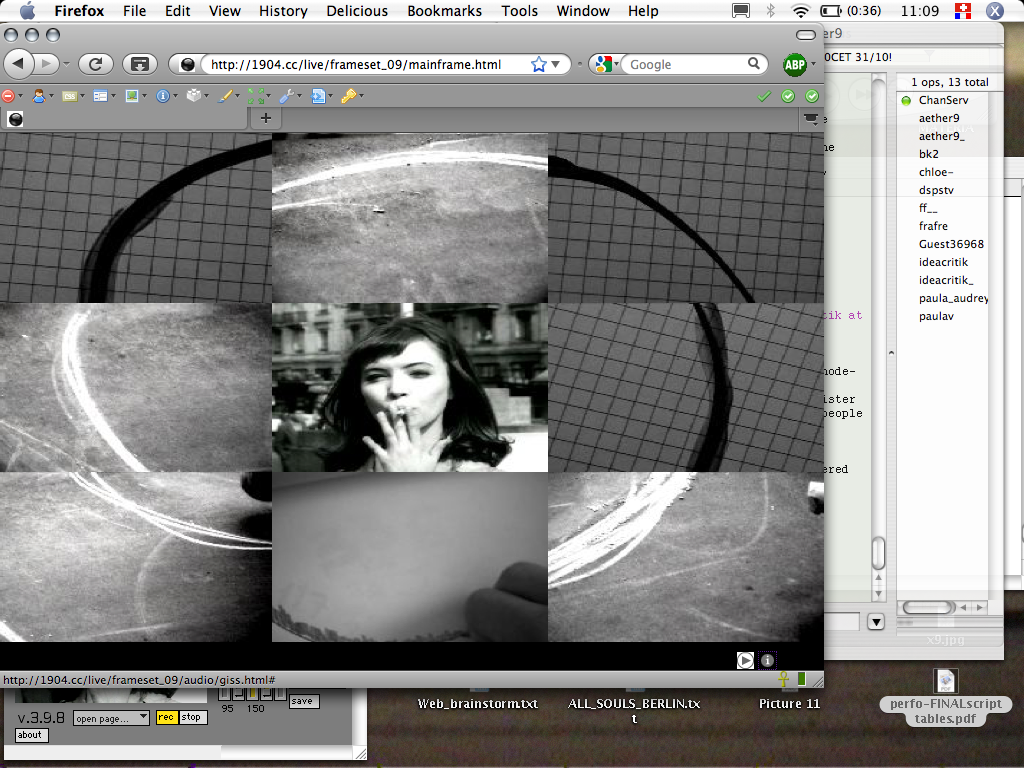 Firefox File Edit View History Delicious Bookmarks Tools Window Help (0:36) 11:09
er9
http://1904.cc/live/frameset_09/mainframe.html
Google
ABP
OCET 31/10!
css
1 ops, 13 total
ChanServ
aether9
aether9_
bk2
chloe-
dspstv
ff__
frafre
Guest36968
ideacritik
ideacritik_
paula_audrey
paulav
ne
tik at
node-
ister
people
ered
x9.jpg
http://1904.cc/live/frameset_09/audio/giss.html#
95 150
save
v.3.9.8
open page...
rec
stop
about
Web_brainstorm.txt
ALL_SOULS_BERLIN.tx
t
Picture 11
perfo-FINALscript
tables.pdf